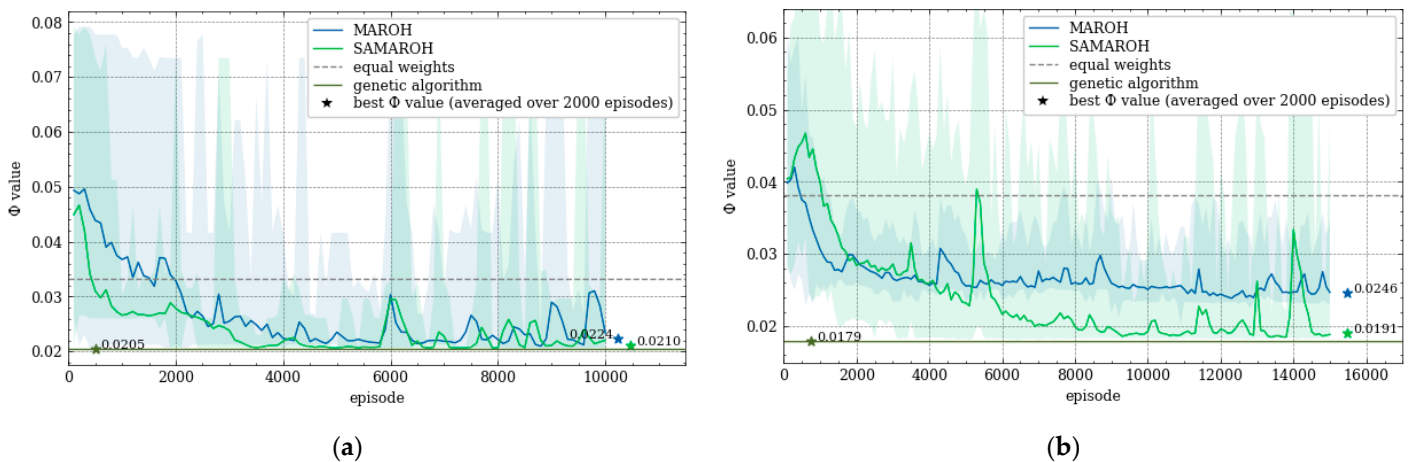 MAROH
SAMAROH
equal weights
genetic algorithm
best Φ value (averaged over 2000 episodes)
0.08
0.07
0.06
0.05
0.04
0.03
0.02
Φ value
0.0205
0.0224
0.0210
0 2000 4000 6000 8000 10000
episode
(a)
MAROH
SAMAROH
equal weights
genetic algorithm
best Φ value (averaged over 2000 episodes)
0.06
0.05
0.04
0.03
0.02
Φ value
0.0179
0.0246
0.0191
0 2000 4000 6000 8000 10000 12000 14000 16000
episode
(b)